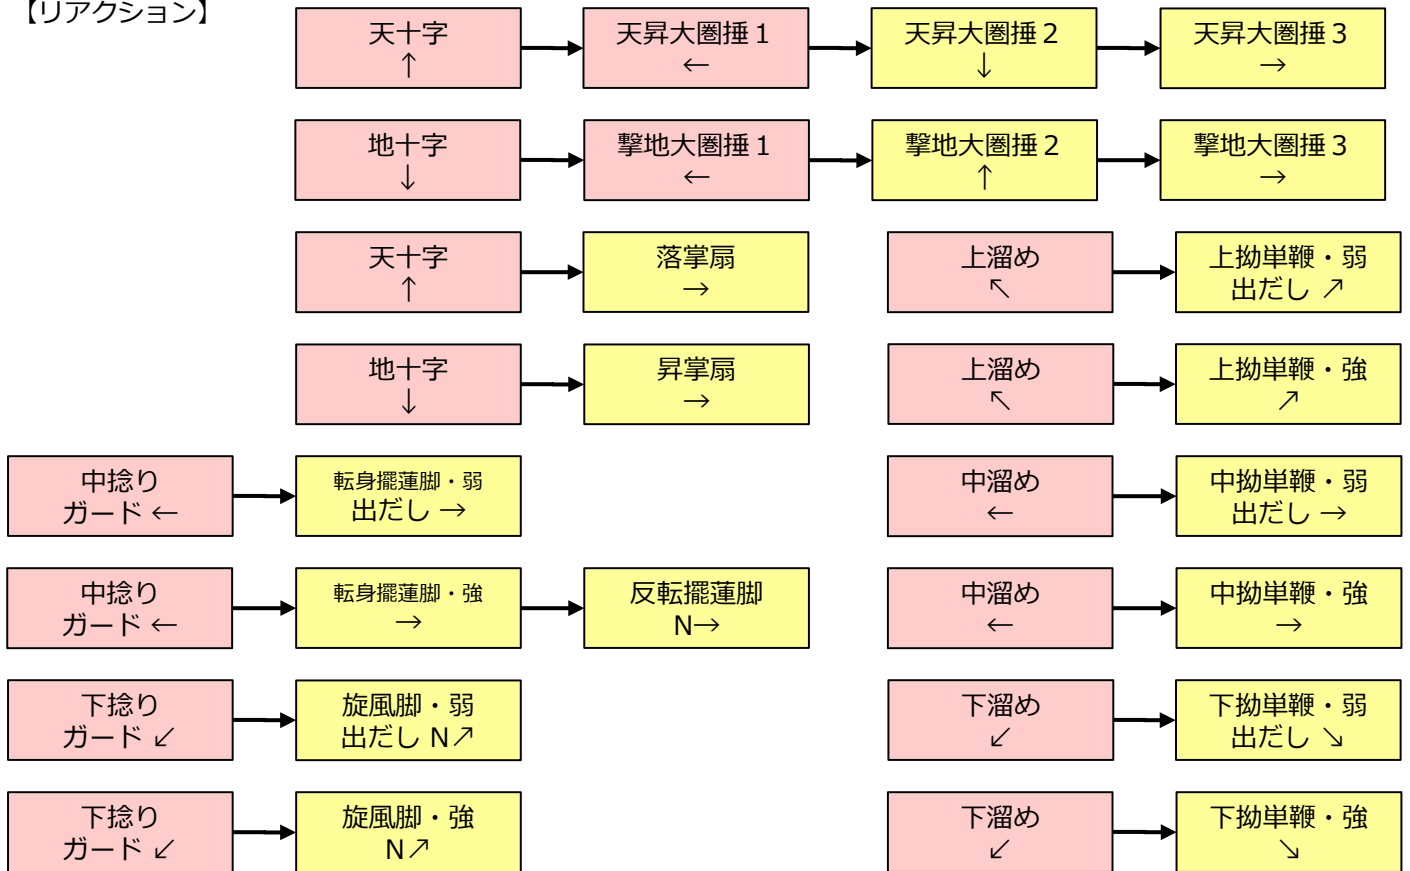 【リアクション】
天十字
↑
天昇大圏捶１
←
天昇大圏捶２
↓
天昇大圏捶３
→
地十字
↓
撃地大圏捶１
←
撃地大圏捶２
↑
撃地大圏捶３
→
天十字
↑
落掌扇
→
上溜め
↖
上拗単鞭・弱
出だし ↗
地十字
↓
昇掌扇
→
上溜め
↖
上拗単鞭・強
↗
中捻り
ガード ←
転身擺蓮脚・弱
出だし →
中溜め
←
中拗単鞭・弱
出だし →
中捻り
ガード ←
転身擺蓮脚・強
→
反転擺蓮脚
N→
中溜め
←
中拗単鞭・強
→
下捻り
ガード ↙
旋風脚・弱
出だし N↗
下溜め
↙
下拗単鞭・弱
出だし ↘
下捻り
ガード ↙
旋風脚・強
N↗
下溜め
↙
下拗単鞭・強
↘